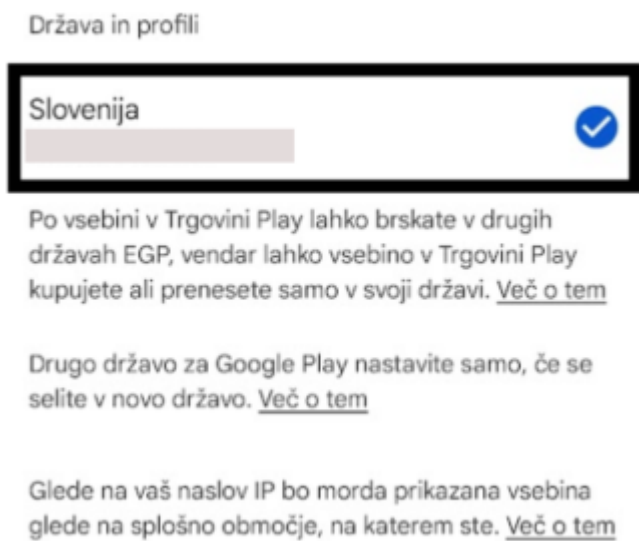 Država in profili
Slovenija
Po vsebini v Trgovini Play lahko brskate v drugih
državah EGP, vendar lahko vsebino v Trgovini Play
kupujete ali prenesete samo v svoji državi. Več o tem
Drugo državo za Google Play nastavite samo, če se
selite v novo državo. Več o tem
Glede na vaš naslov IP bo morda prikazana vsebina
glede na splošno območje, na katerem ste. Več o tem